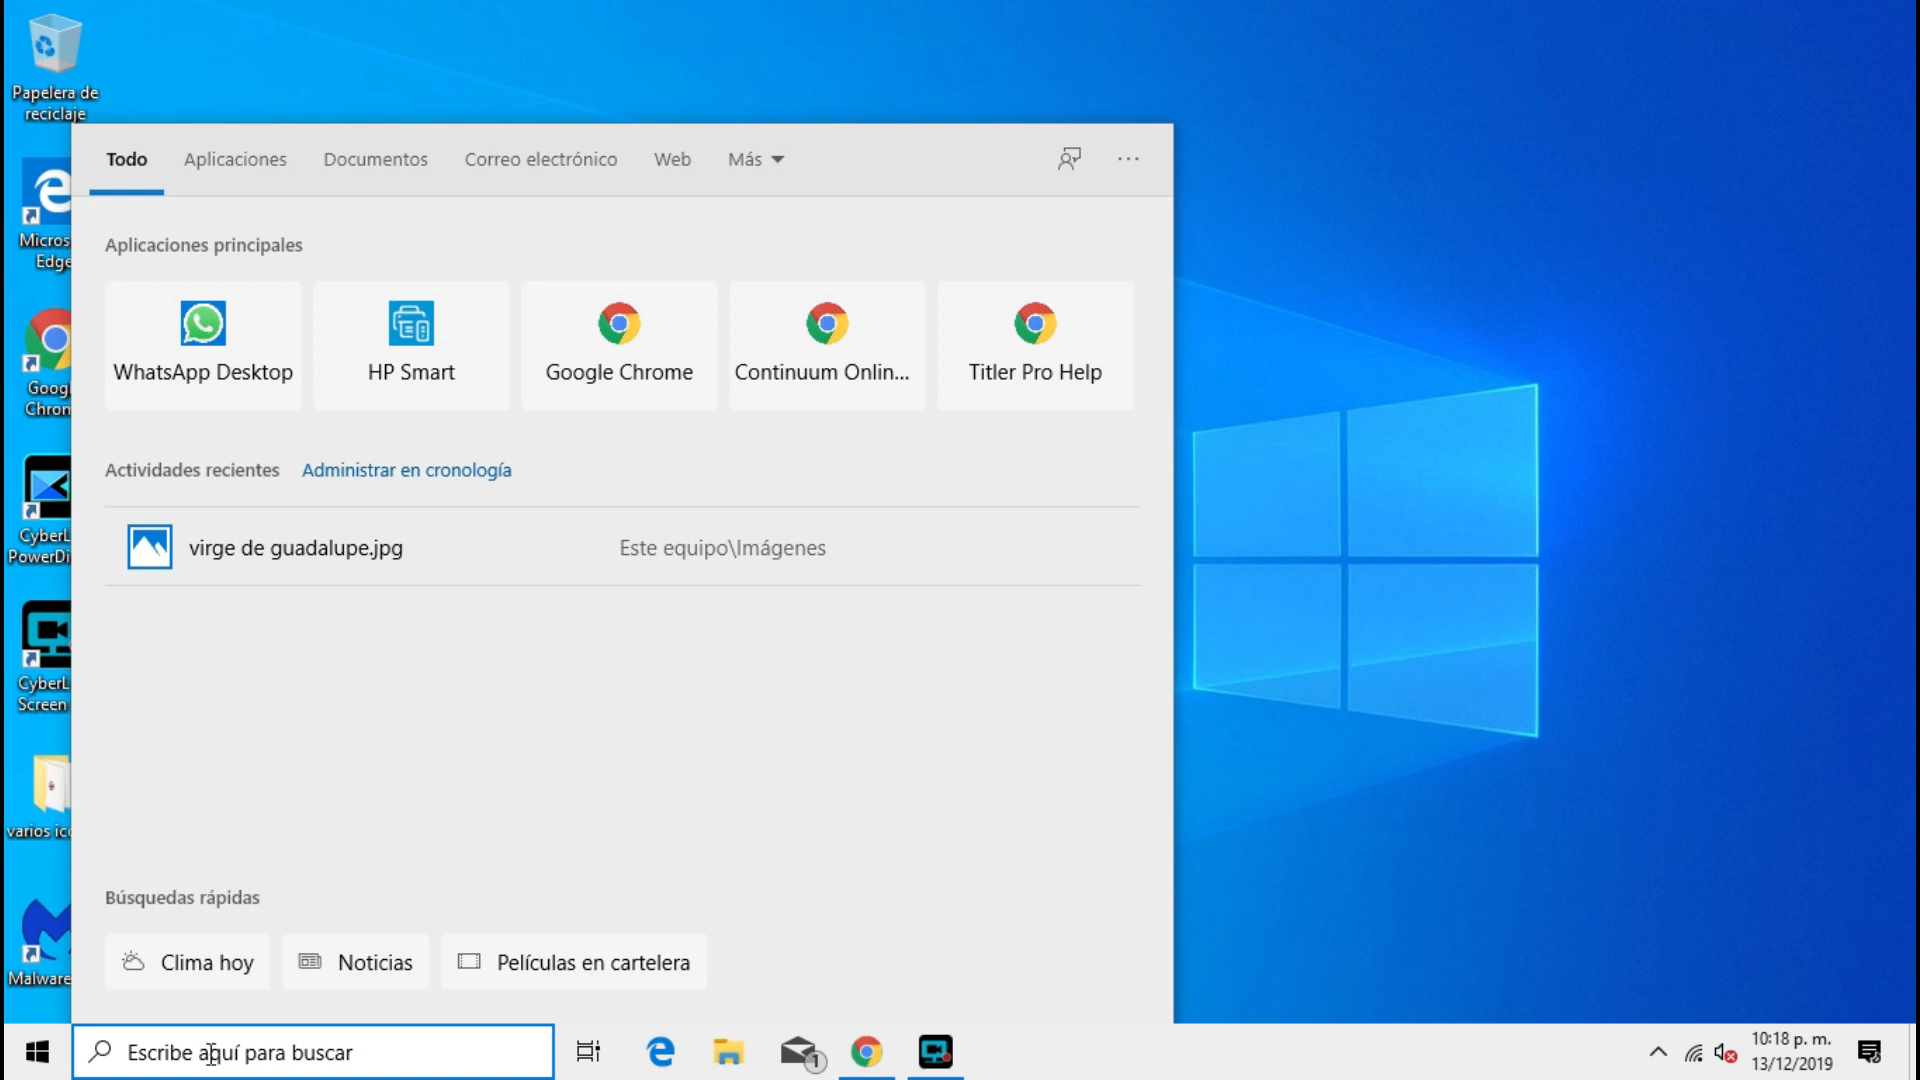 Papelera de
reciclaje
Micros
Edge
Goog
Chron
CyberL
PowerDi
CyberL
Screen
varios ico
Malware
Todo
Aplicaciones
Documentos
Correo electrónico
Web
Más
Aplicaciones principales
WhatsApp Desktop
HP Smart
Google Chrome
Continuum Onlin...
Titler Pro Help
Actividades recientes
Administrar en cronología
virge de guadalupe.jpg
Este equipo\Imágenes
Búsquedas rápidas
Clima hoy
Noticias
Películas en cartelera
Escribe aquí para buscar
1
10:18 p. m.
13/12/2019